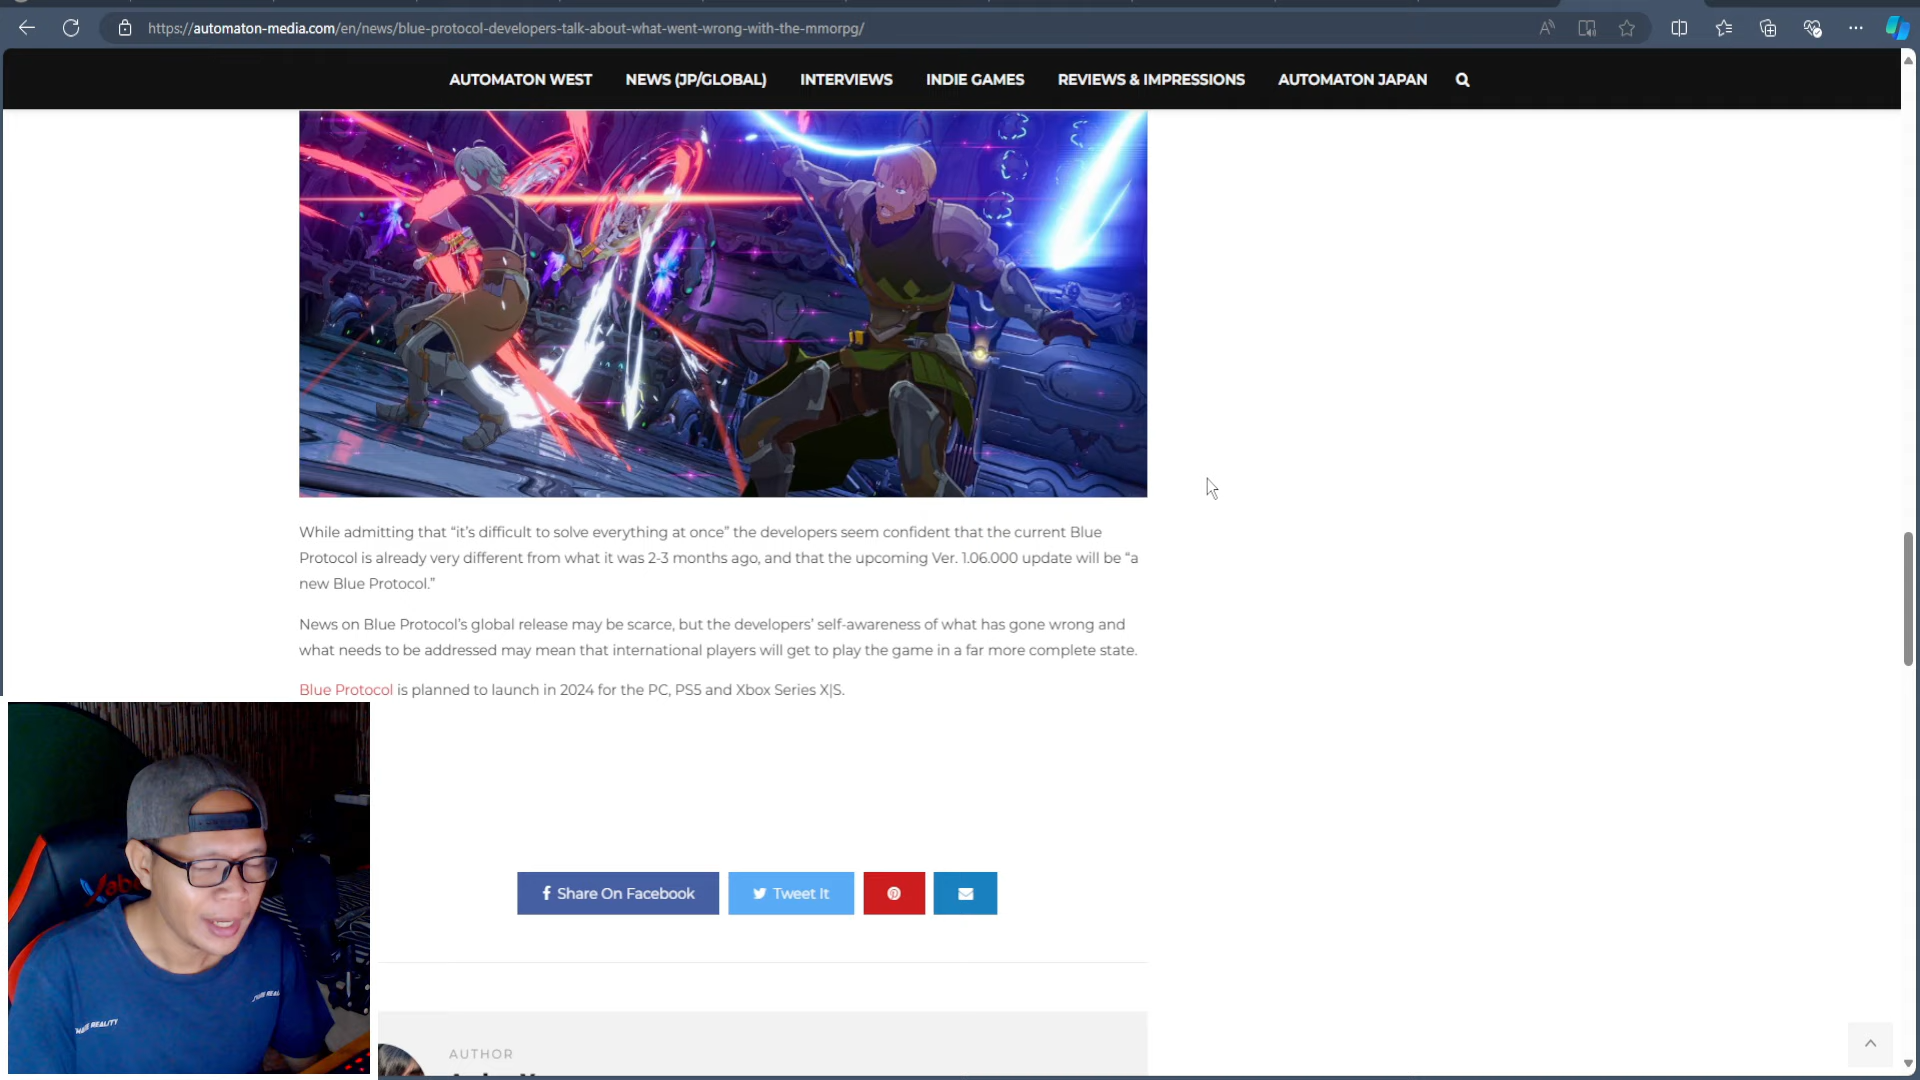 https://automaton-media.com/en/news/blue-protocol-developers-talk-about-what-went-wrong-with-the-mmorpg/
AUTOMATON WEST NEWS (JP/GLOBAL) INTERVIEWS INDIE GAMES REVIEWS & IMPRESSIONS AUTOMATON JAPAN
While admitting that “it’s difficult to solve everything at once” the developers seem confident that the current Blue
Protocol is already very different from what it was 2-3 months ago, and that the upcoming Ver. 1.06.000 update will be “a
new Blue Protocol.”
News on Blue Protocol’s global release may be scarce, but the developers’ self-awareness of what has gone wrong and
what needs to be addressed may mean that international players will get to play the game in a far more complete state.
Blue Protocol is planned to launch in 2024 for the PC, PS5 and Xbox Series X|S.
Share On Facebook Tweet It
AUTHOR